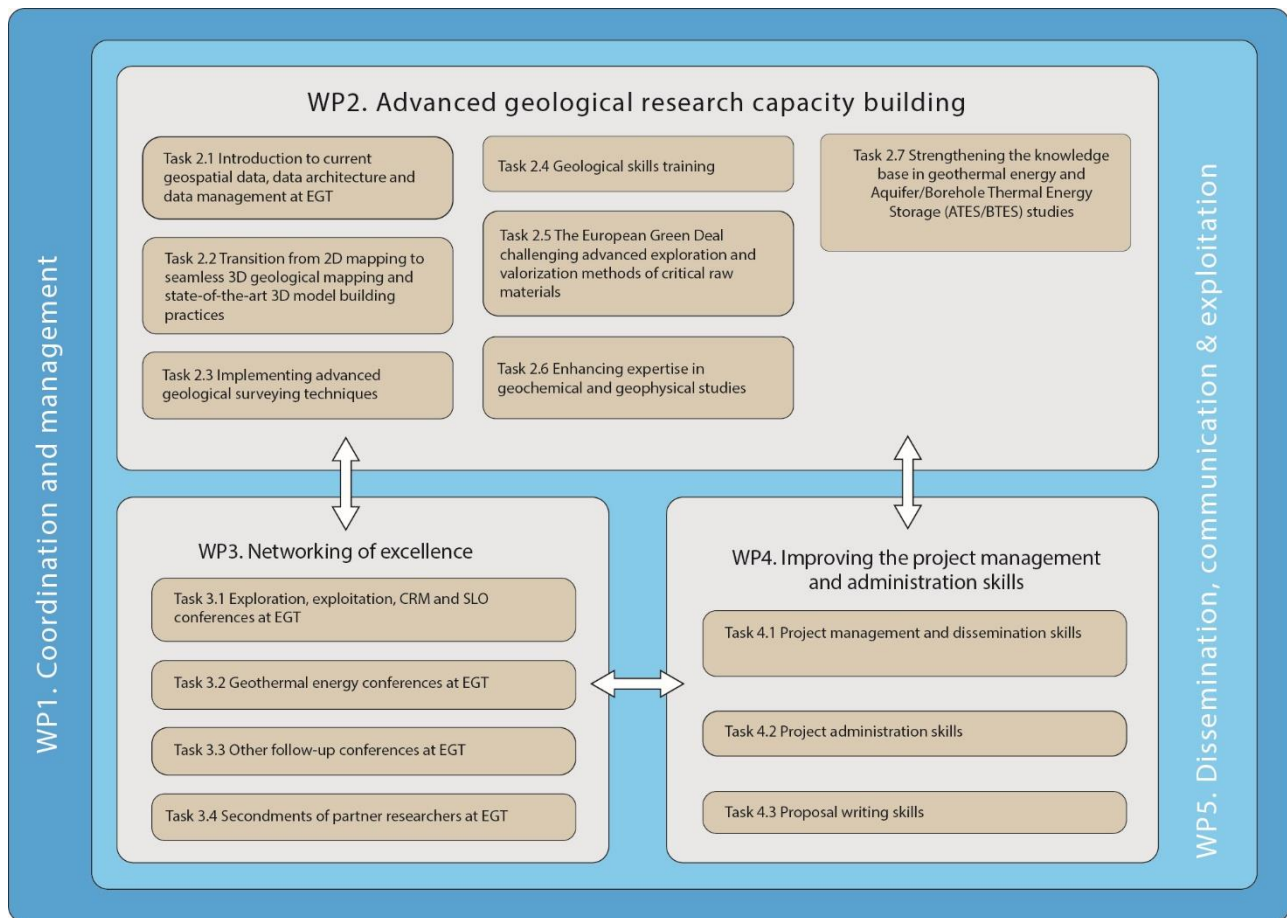 WP1. Coordination and management
WP2. Advanced geological research capacity building
Task 2.1 Introduction to current
geospatial data, data architecture and
data management at EGT
Task 2.2 Transition from 2D mapping to
seamless 3D geological mapping and
state-of-the-art 3D model building
practices
Task 2.3 Implementing advanced
geological surveying techniques
Task 2.4 Geological skills training
Task 2.5 The European Green Deal
challenging advanced exploration and
valorization methods of critical raw
materials
Task 2.6 Enhancing expertise in
geochemical and geophysical studies
Task 2.7 Strengthening the knowledge
base in geothermal energy and
Aquifer/Borehole Thermal Energy
Storage (ATES/BTES) studies
WP3. Networking of excellence
Task 3.1 Exploration, exploitation, CRM and SLO
conferences at EGT
Task 3.2 Geothermal energy conferences at EGT
Task 3.3 Other follow-up conferences at EGT
Task 3.4 Secondments of partner researchers at EGT
WP4. Improving the project management
and administration skills
Task 4.1 Project management and dissemination skills
Task 4.2 Project administration skills
Task 4.3 Proposal writing skills
WP5. Dissemination, communication & exploitation